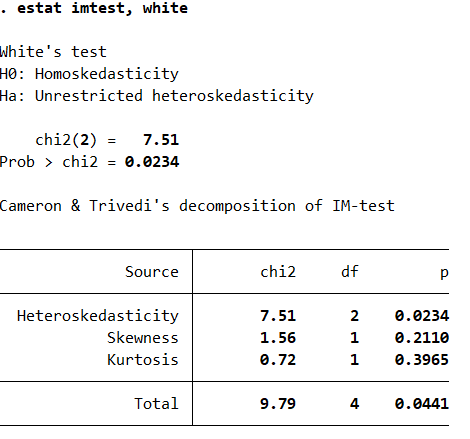 . estat imtest, white
White's test
H0: Homoskedasticity
Ha: Unrestricted heteroskedasticity
chi2(2) = 7.51
Prob > chi2 = 0.0234
Cameron & Trivedi's decomposition of IM-test
Source chi2 df p
Heteroskedasticity 7.51 2 0.0234
Skewness 1.56 1 0.2110
Kurtosis 0.72 1 0.3965
Total 9.79 4 0.0441